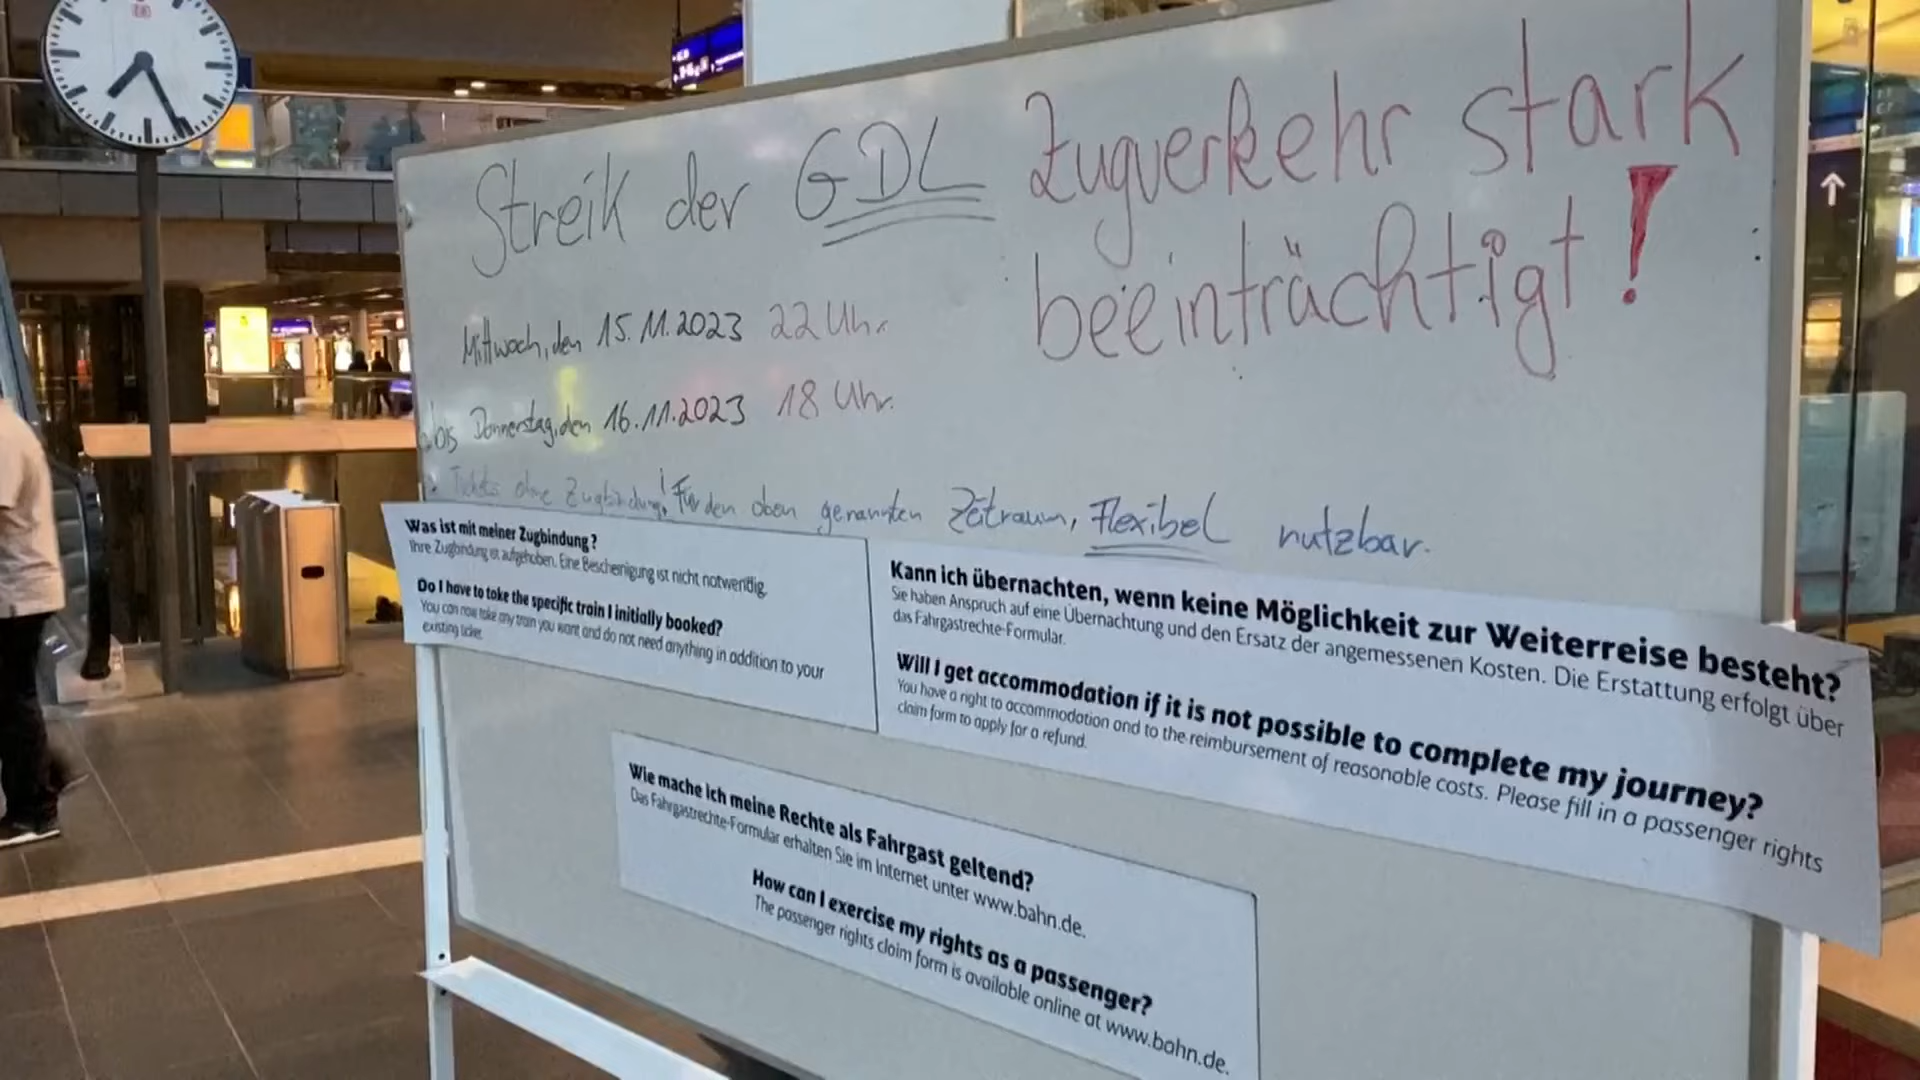 DB
Streik der GDL
Zugverkehr stark
beeinträchtigt!
Mittwoch, den 15.11.2023 22 Uhr
bis Donnerstag, den 16.11.2023 18 Uhr.
Tickets ohne Zugbindung! Für den oben genannten Zeitraum, Flexibel nutzbar.
Was ist mit meiner Zugbindung?
Ihre Zugbindung ist aufgehoben. Eine Bescheinigung ist nicht notwendig.
Do I have to take the specific train I initially booked?
You can now take any train you want and do not need anything in addition to your
existing ticket.
Kann ich übernachten, wenn keine Möglichkeit zur Weiterreise besteht?
Sie haben Anspruch auf eine Übernachtung und den Ersatz der angemessenen Kosten. Die Erstattung erfolgt über
das Fahrgastrechte-Formular.
Will I get accommodation if it is not possible to complete my journey?
You have a right to accommodation and to the reimbursement of reasonable costs. Please fill in a passenger rights
claim form to apply for a refund.
Wie mache ich meine Rechte als Fahrgast geltend?
Das Fahrgastrechte-Formular erhalten Sie im Internet unter www.bahn.de.
How can I exercise my rights as a passenger?
The passenger rights claim form is available online at www.bahn.de.